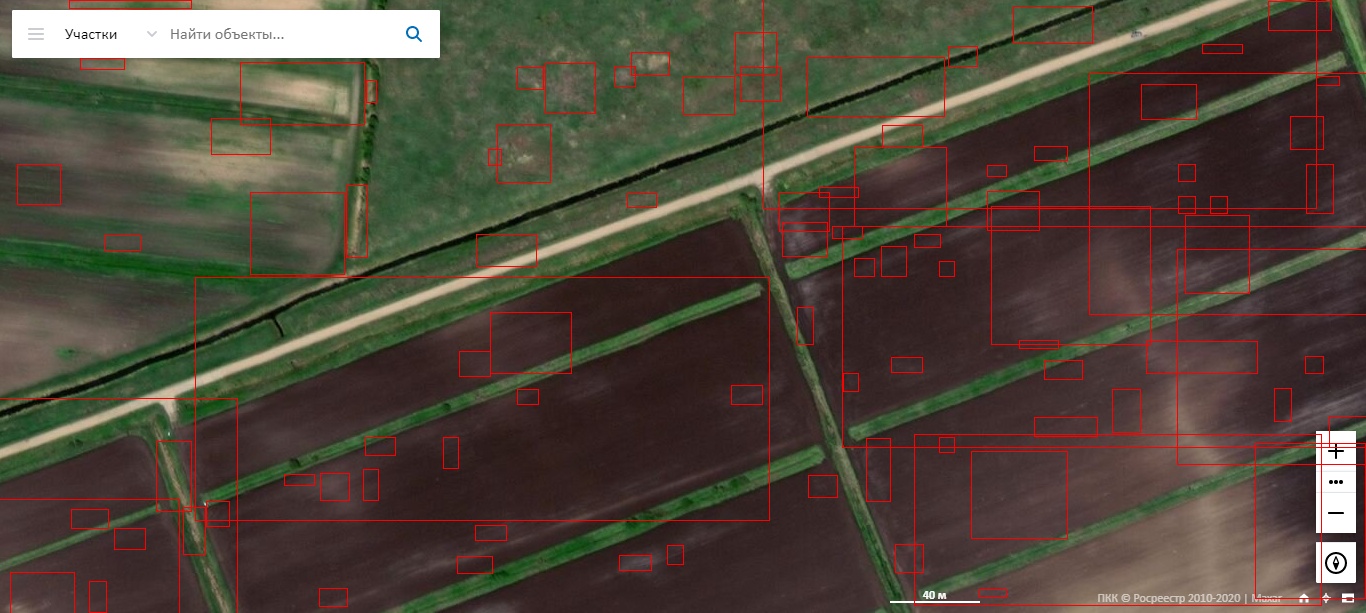 Участки Найти объекты...
40 м
ПКК © Росреестр 2010-2020 | Maxar